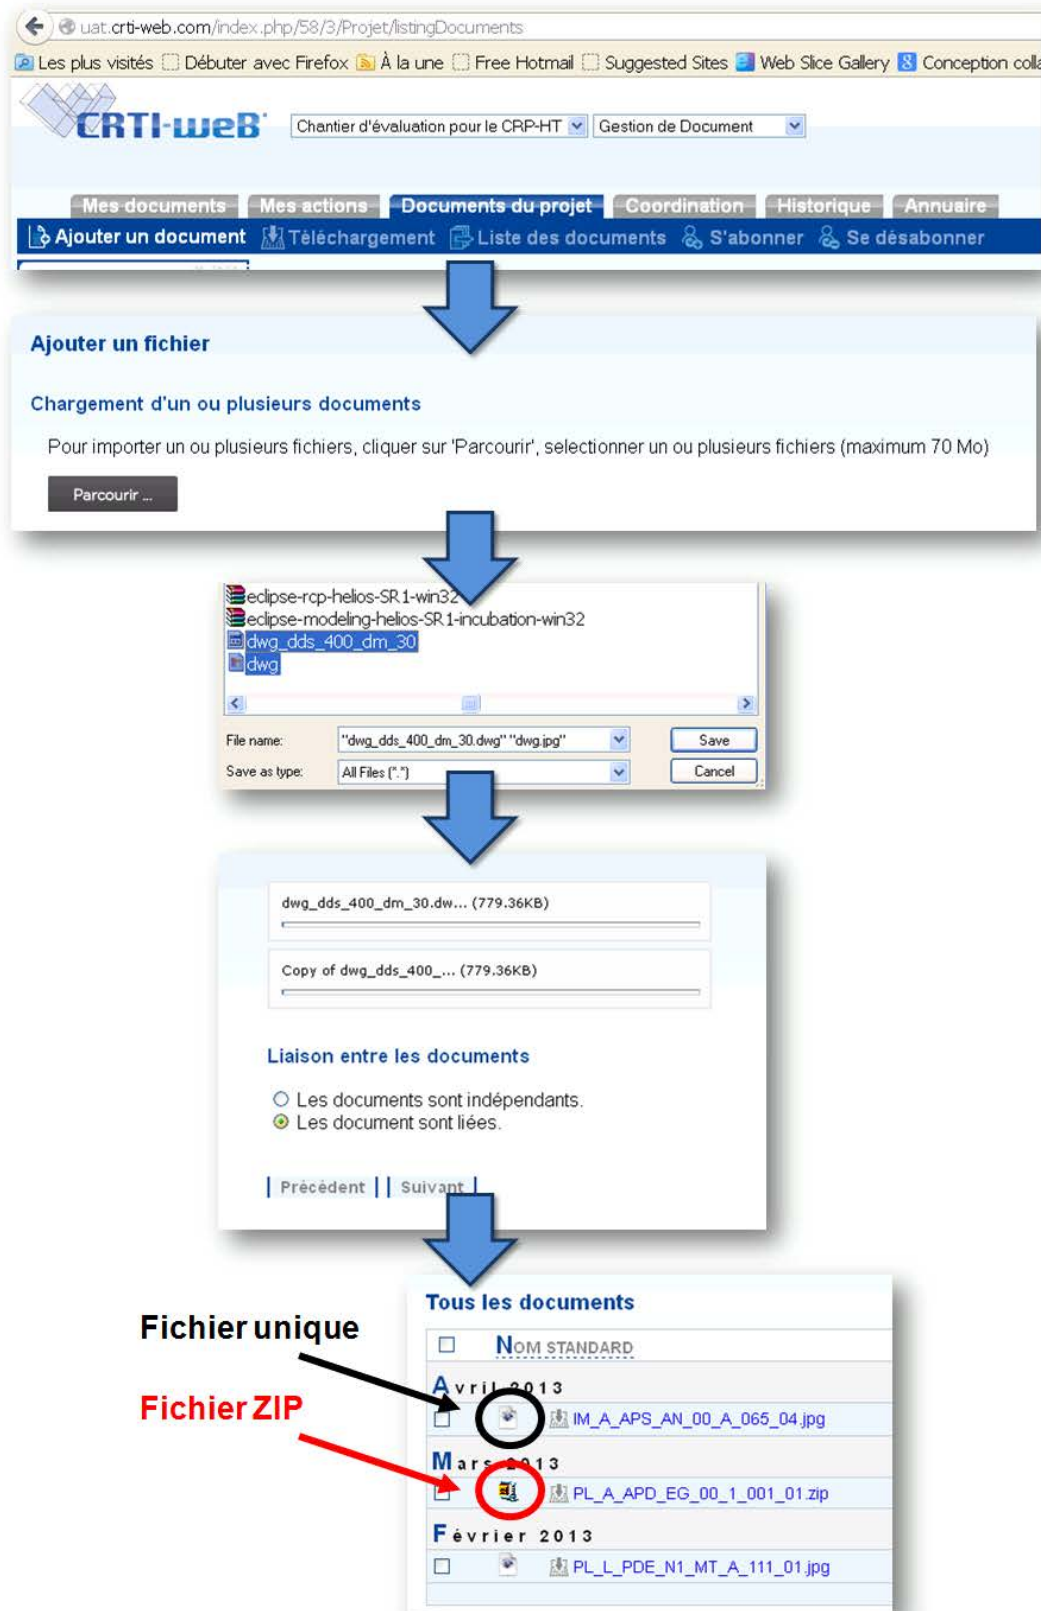 uat.crti-web.com/index.php/58/3/Projet/listingDocuments
Les plus visités Débuter avec Firefox À la une Free Hotmail Suggested Sites Web Slice Gallery Conception colla
CRTI-weB Chantier d'évaluation pour le CRP-HT Gestion de Document
Mes documents Mes actions Documents du projet Coordination Historique Annuaire
Ajouter un document Téléchargement Liste des documents S'abonner Se désabonner
Ajouter un fichier
Chargement d'un ou plusieurs documents
Pour importer un ou plusieurs fichiers, cliquer sur 'Parcourir', selectionner un ou plusieurs fichiers (maximum 70 Mo)
Parcourir ...
eclipse-rcp-helios-SR1-win32
eclipse-modeling-helios-SR1-incubation-win32
dwg_dds_400_dm_30
dwg
File name: "dwg_dds_400_dm_30.dwg" "dwg.jpg" Save
Save as type: All Files (*.*) Cancel
dwg_dds_400_dm_30.dw... (779.36KB)
Copy of dwg_dds_400_... (779.36KB)
Liaison entre les documents
Les documents sont indépendants.
Les document sont liées.
Précédent Suivant
Tous les documents
Fichier unique
NOM STANDARD
Avril 2013
Fichier ZIP
IM_A_APS_AN_00_A_065_04.jpg
Mars 2013
PL_A_APD_EG_00_1_001_01.zip
Février 2013
PL_L_PDE_N1_MT_A_111_01.jpg